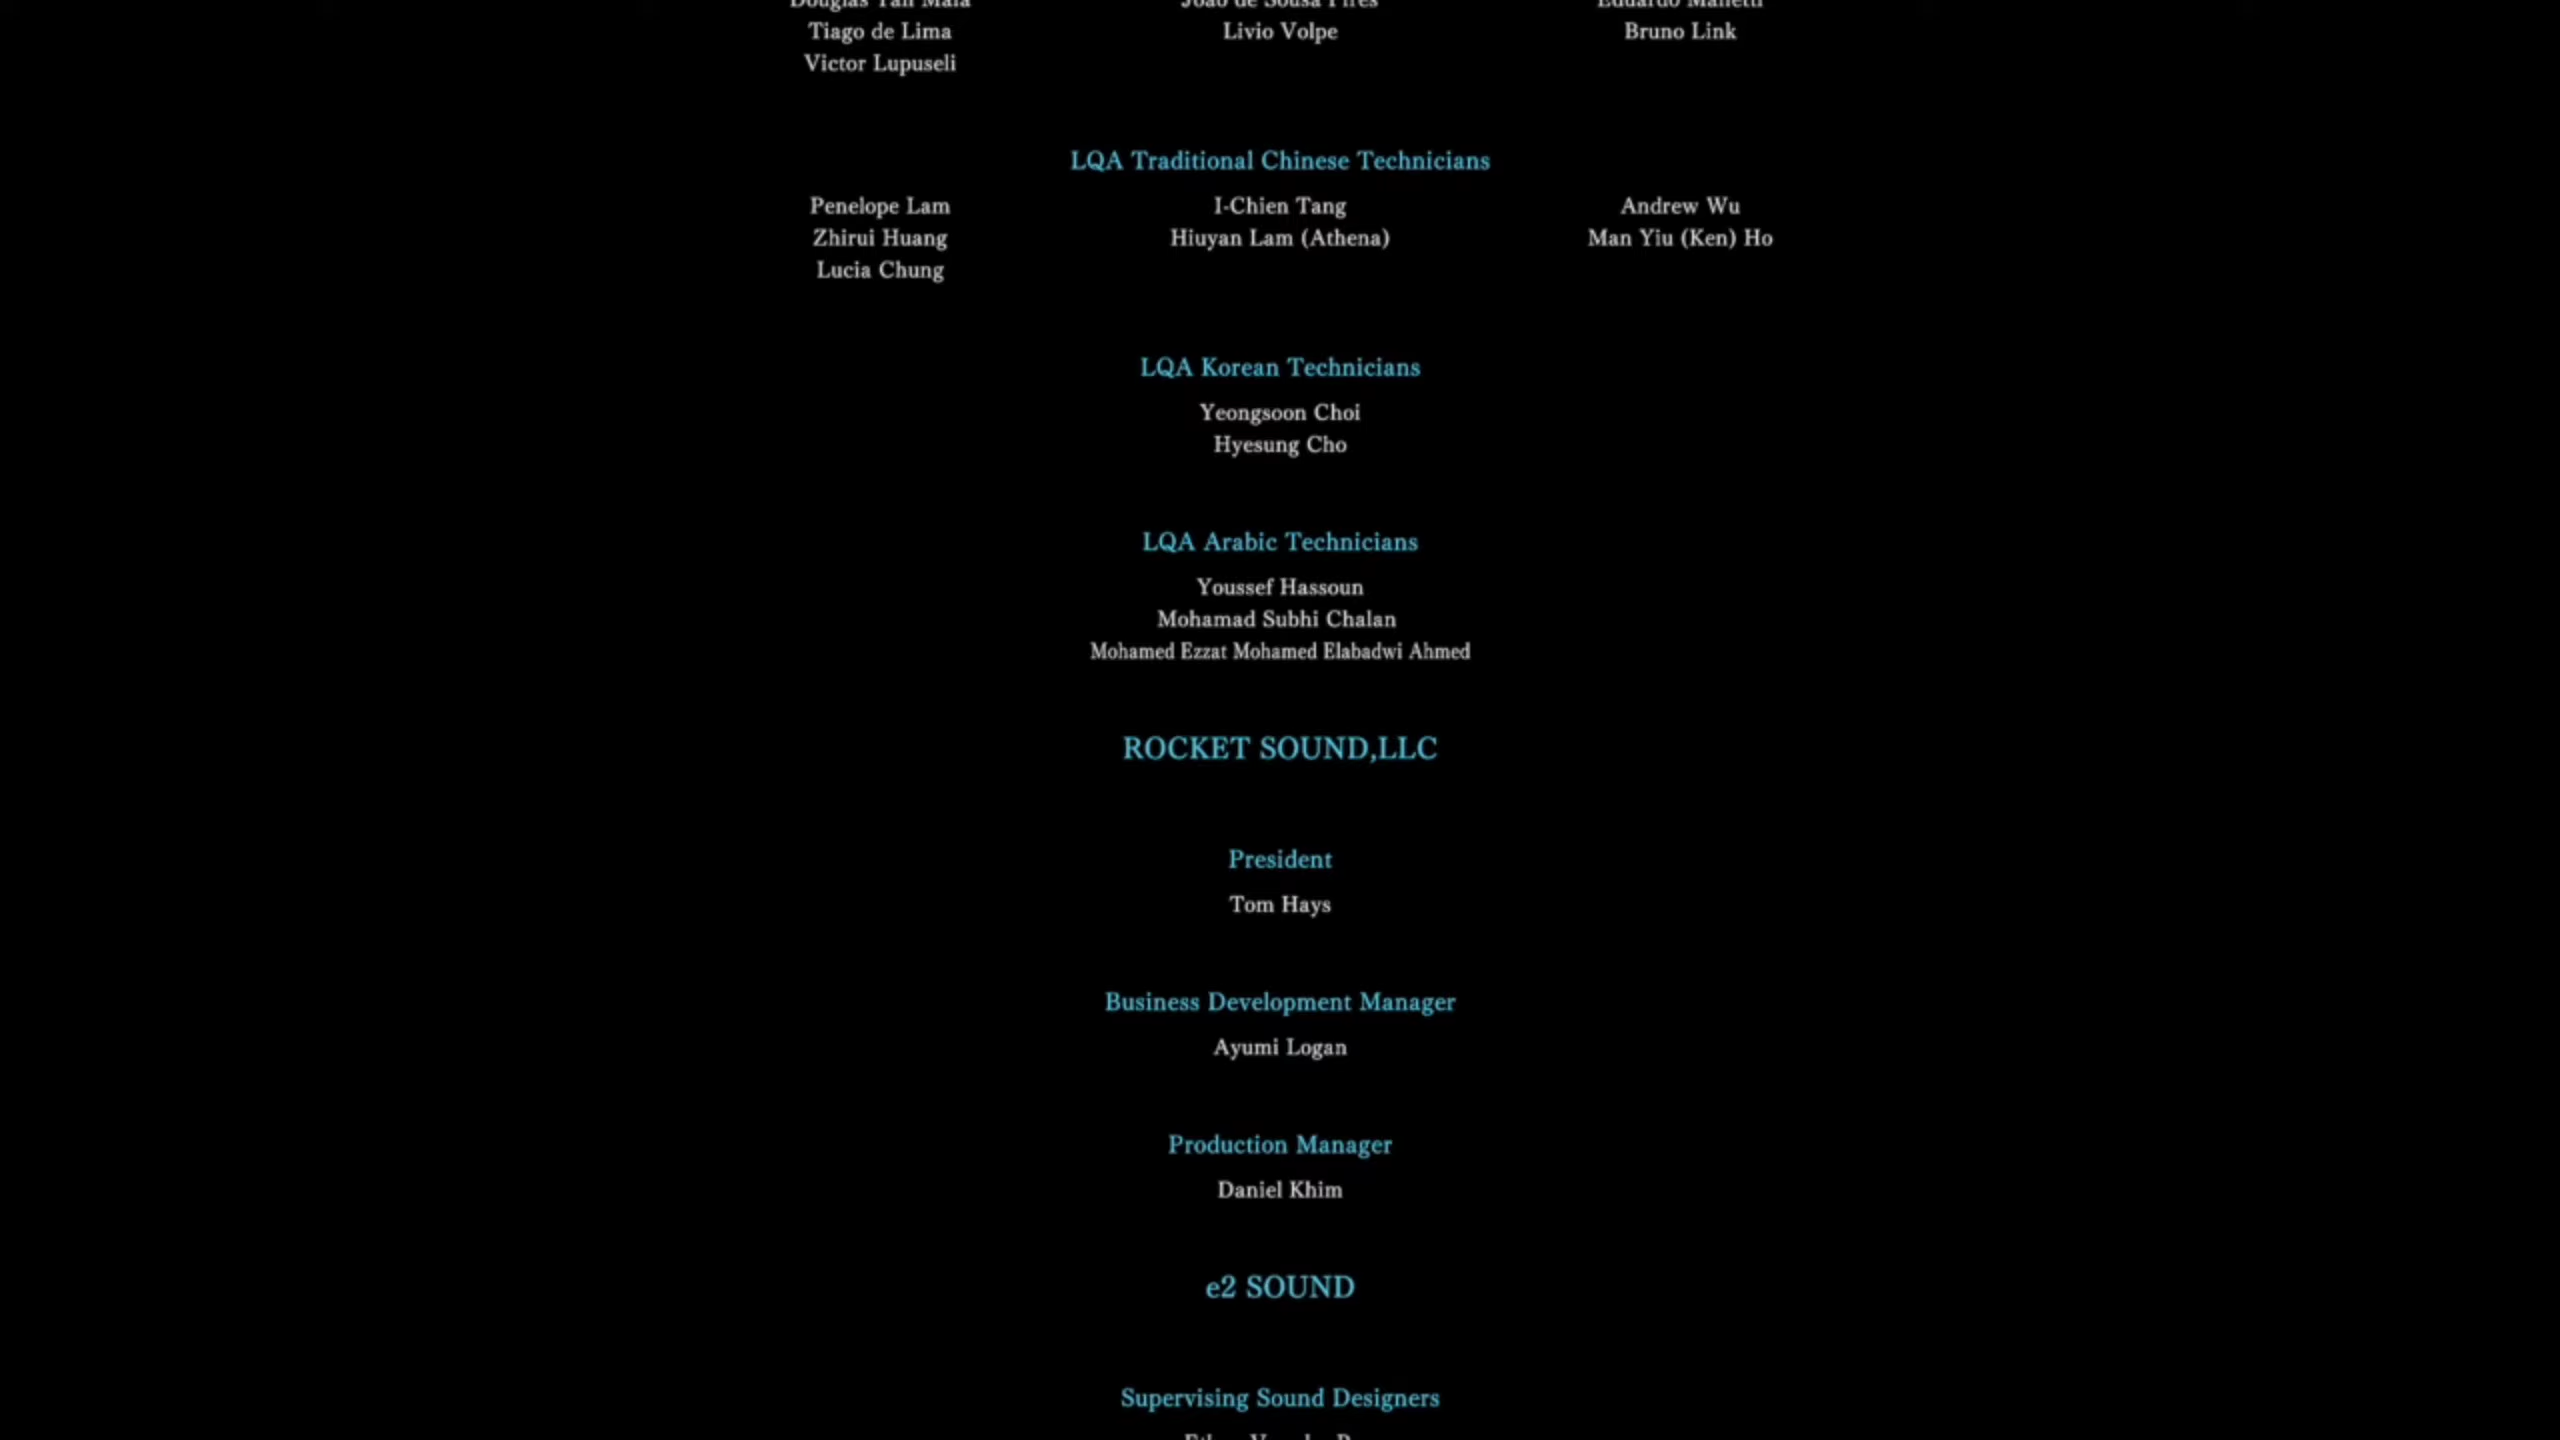 Tiago de Lima Livio Volpe Bruno Link
Victor Lupuseli
LQA Traditional Chinese Technicians
Penelope Lam I-Chien Tang Andrew Wu
Zhirui Huang Hiuyan Lam (Athena) Man Yiu (Ken) Ho
Lucia Chung
LQA Korean Technicians
Yeongsoon Choi
Hyesung Cho
LQA Arabic Technicians
Youssef Hassoun
Mohamad Subhi Chalan
Mohamed Ezzat Mohamed Elabadwi Ahmed
ROCKET SOUND,LLC
President
Tom Hays
Business Development Manager
Ayumi Logan
Production Manager
Daniel Khim
e2 SOUND
Supervising Sound Designers